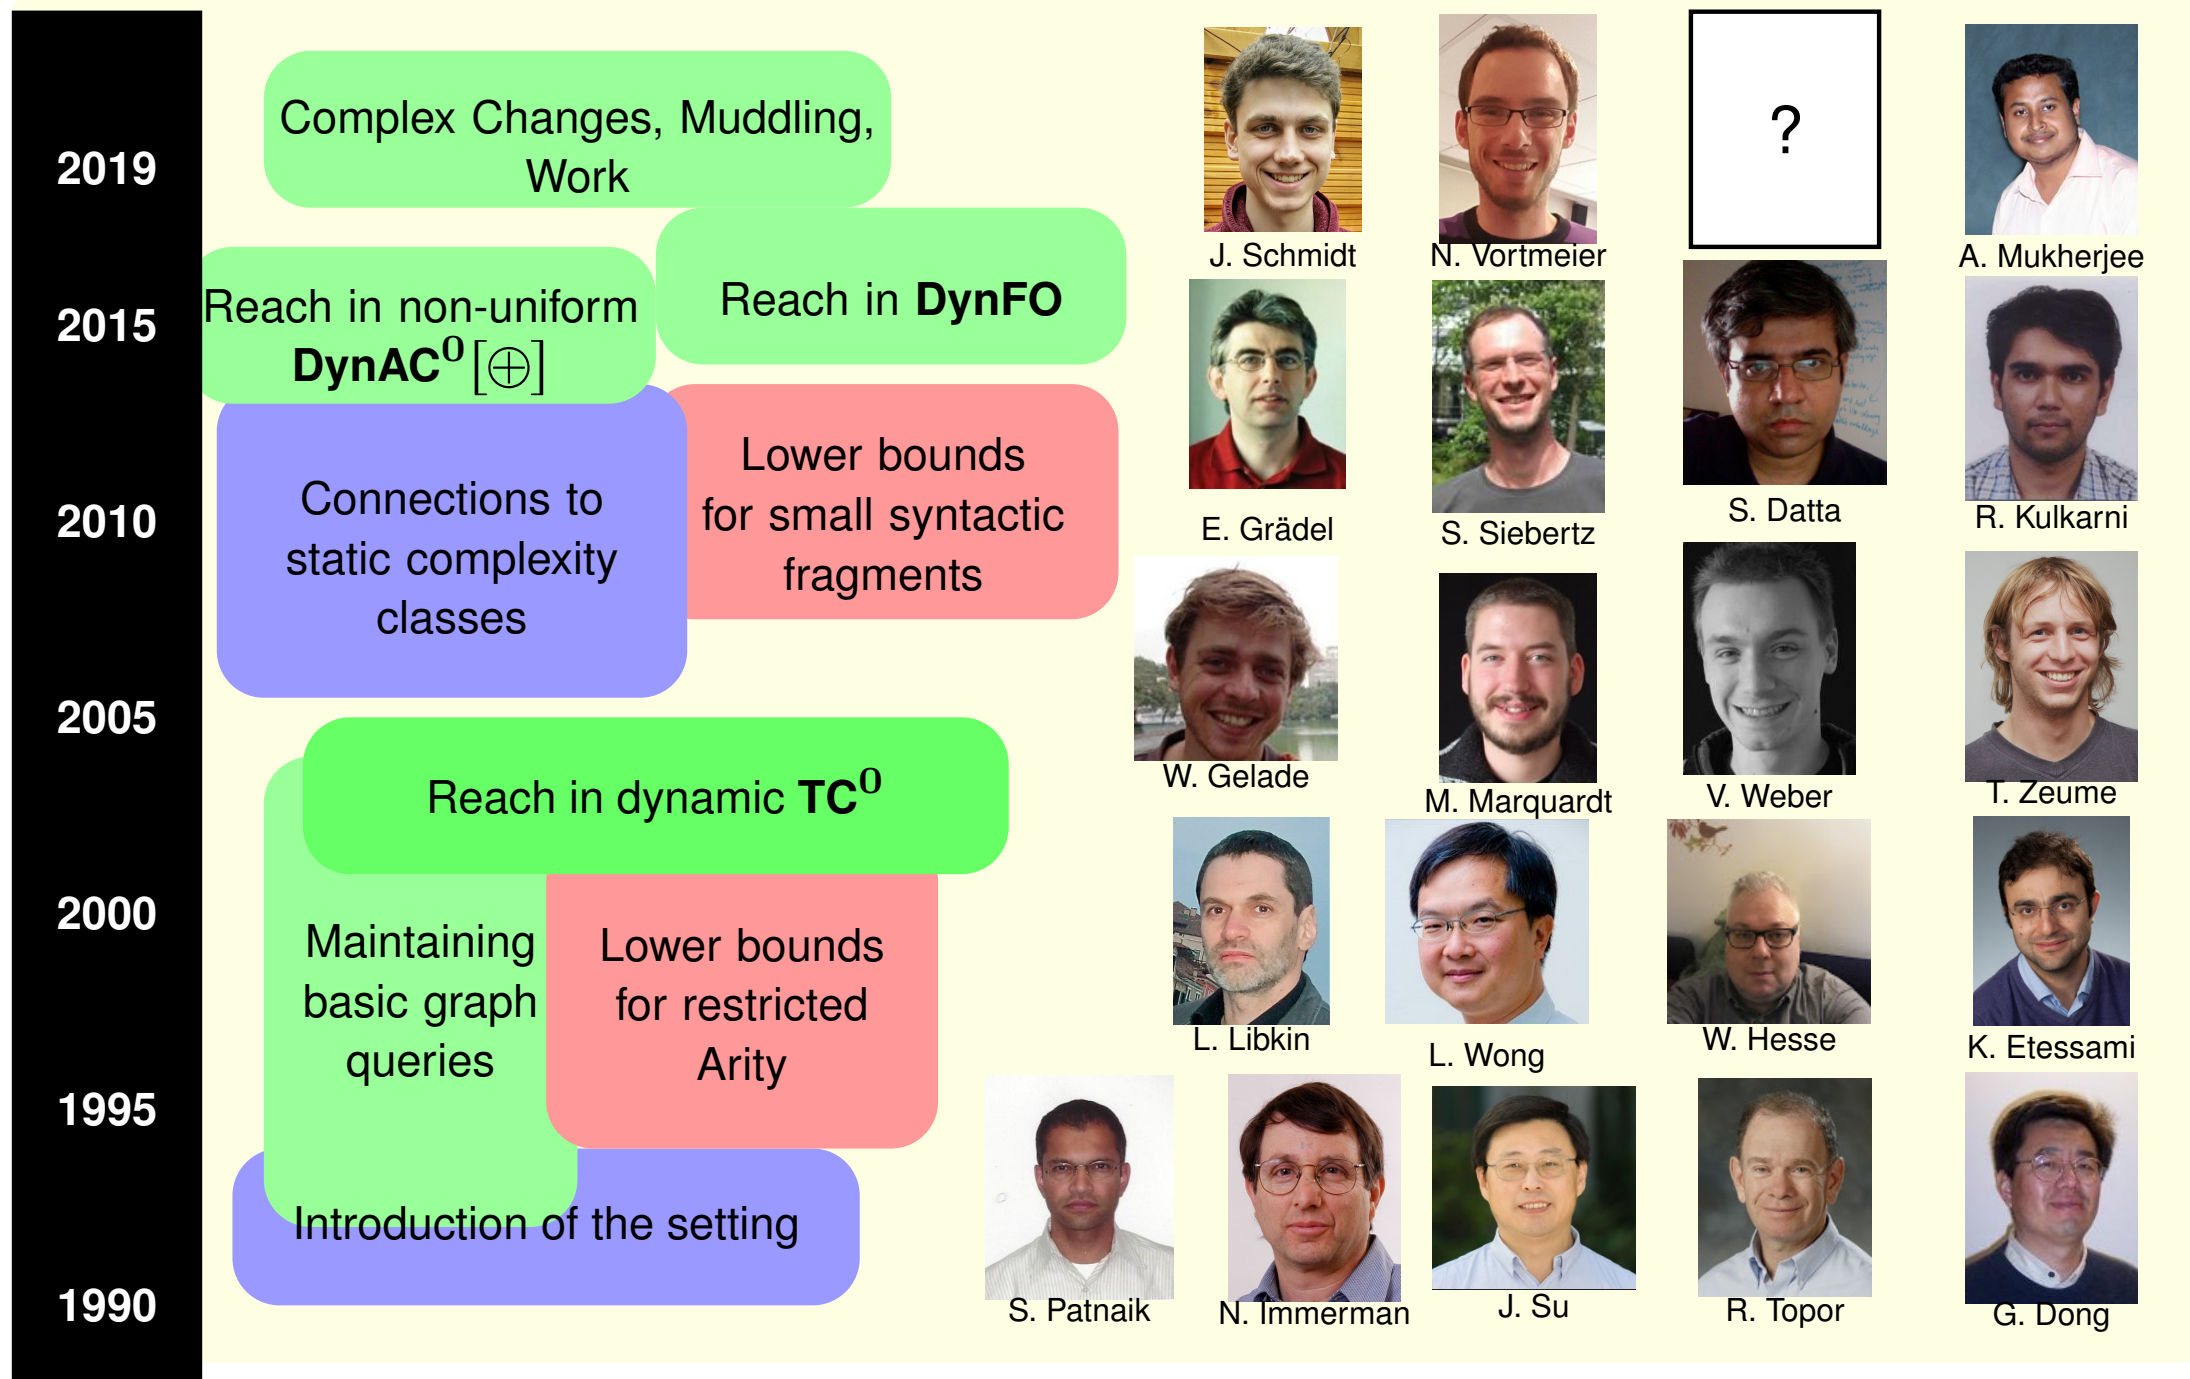 2019
2015
2010
2005
2000
1995
1990
Complex Changes, Muddling,
Work
Reach in non-uniform
DynAC⁰[⊕]
Reach in DynFO
Connections to
static complexity
classes
Lower bounds
for small syntactic
fragments
Reach in dynamic TC⁰
Maintaining
basic graph
queries
Lower bounds
for restricted
Arity
Introduction of the setting
?
J. Schmidt
N. Vortmeier
A. Mukherjee
E. Grädel
S. Siebertz
S. Datta
R. Kulkarni
W. Gelade
M. Marquardt
V. Weber
T. Zeume
L. Libkin
L. Wong
W. Hesse
K. Etessami
S. Patnaik
N. Immerman
J. Su
R. Topor
G. Dong